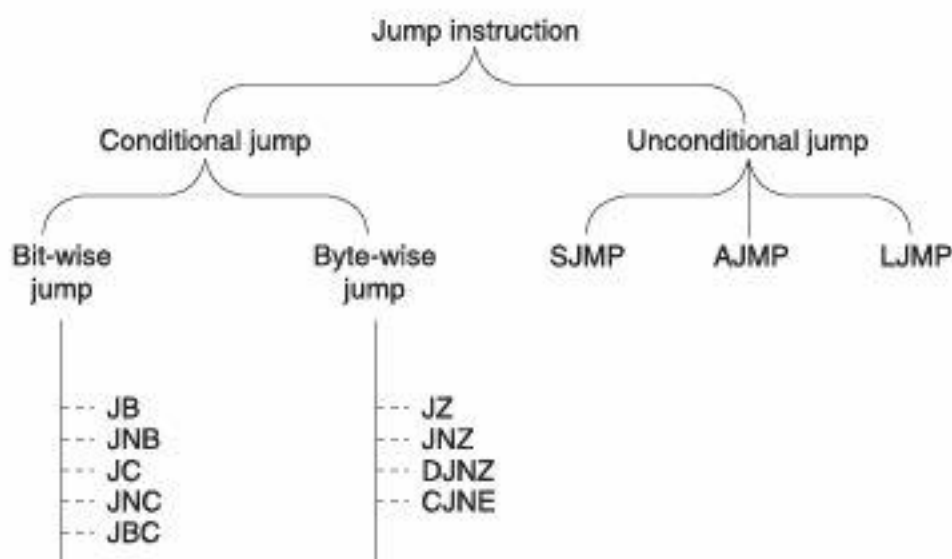 Jump instruction
Conditional jump
Unconditional jump
Bit-wise
jump
Byte-wise
jump
SJMP
AJMP
LJMP
JB
JNB
JC
JNC
JBC
JZ
JNZ
DJNZ
CJNE